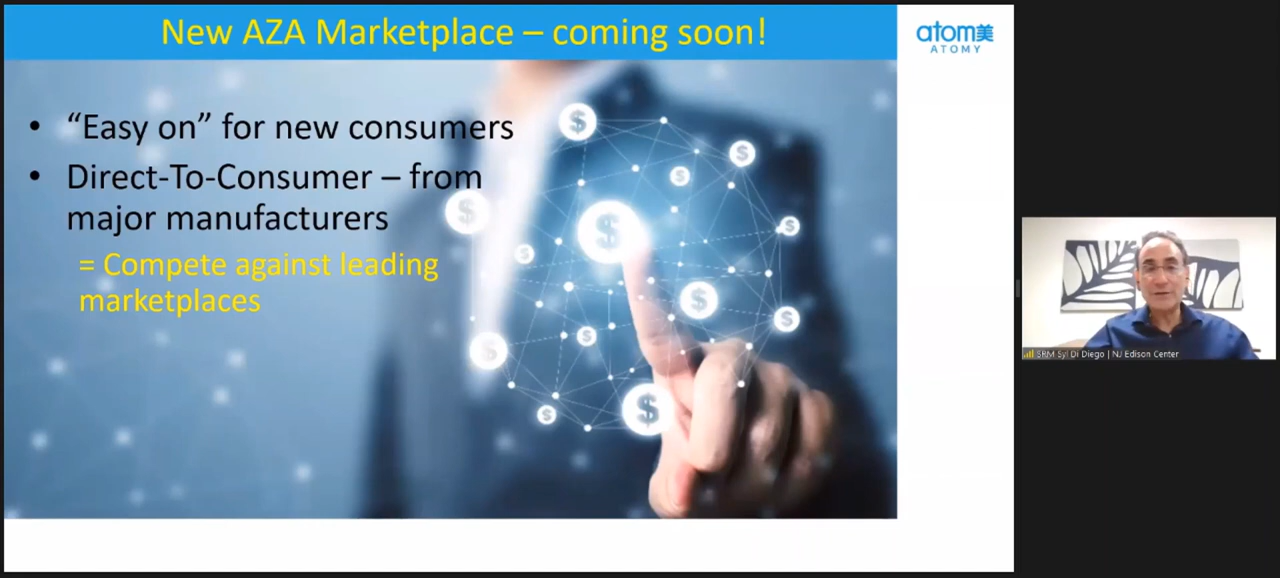 New AZA Marketplace – coming soon!
atom美
ATOMY
• “Easy on” for new consumers
• Direct-To-Consumer – from
major manufacturers
= Compete against leading
marketplaces
$
$
$
$
$
$
$
$
$
$
$
$
$
SRM Syl Di Diego | NJ Edison Center